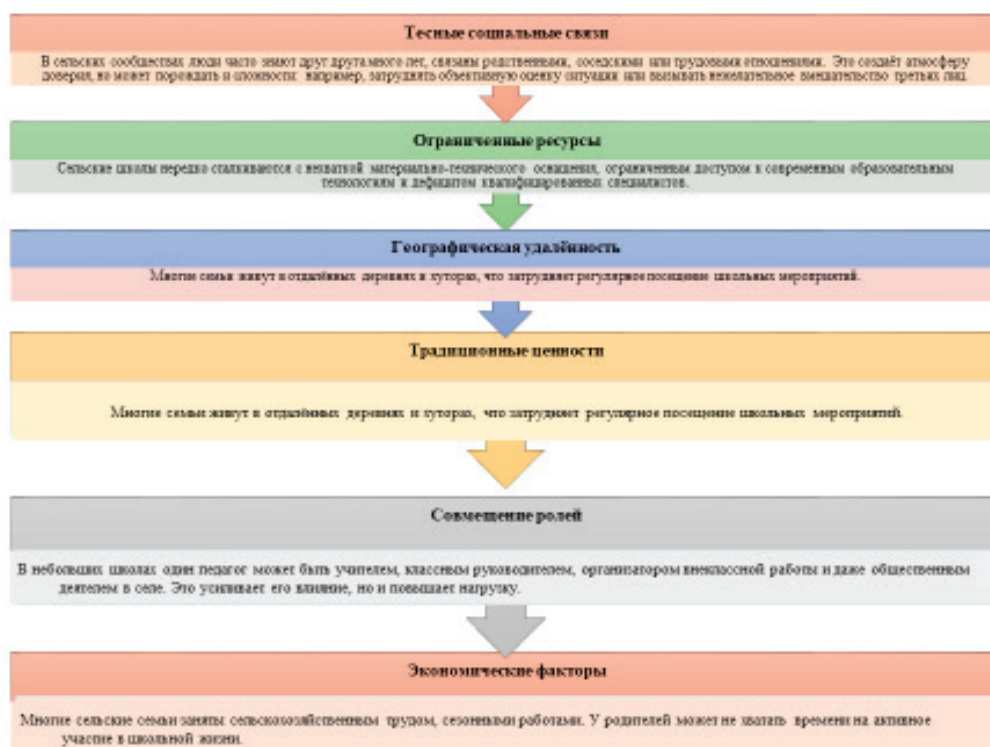 Тесные социальные связи
В сельских сообществах люди часто знают друг друга много лет, связаны родственными, соседскими или трудовыми отношениями. Это создаёт атмосферу
доверия, но может порождать и сложности: например, затруднять объективную оценку ситуации или вызывать нежелательное вмешательство третьих лиц.
Ограниченные ресурсы
Сельские школы нередко сталкиваются с нехваткой материально-технического оснащения, ограниченным доступом к современным образовательным
технологиям и дефицитом квалифицированных специалистов.
Географическая удалённость
Многие семьи живут в отдалённых деревнях и хуторах, что затрудняет регулярное посещение школьных мероприятий.
Традиционные ценности
Многие семьи живут в отдалённых деревнях и хуторах, что затрудняет регулярное посещение школьных мероприятий.
Совмещение ролей
В небольших школах один педагог может быть учителем, классным руководителем, организатором внеклассной работы и даже общественным
деятелем в селе. Это усиливает его влияние, но и повышает нагрузку.
Экономические факторы
Многие сельские семьи заняты сельскохозяйственным трудом, сезонными работами. У родителей может не хватать времени на активное
участие в школьной жизни.